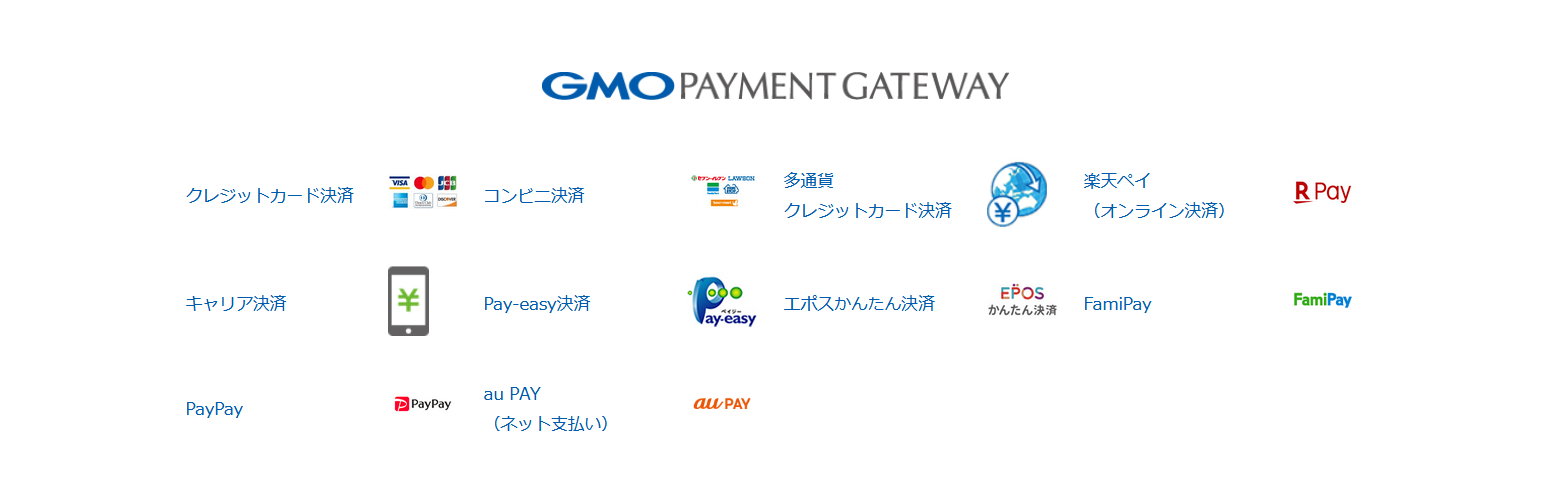 GMO PAYMENT GATEWAY
クレジットカード決済
VISA
JCB
DISCOVER
コンビニ決済
セブン-イレブン LAWSON
多通貨
クレジットカード決済
¥
楽天ペイ
（オンライン決済）
R Pay
キャリア決済
¥
Pay-easy決済
ペイジー
Pay-easy
エポスかんたん決済
EPOS
かんたん決済
FamiPay
FamiPay
PayPay
PayPay
au PAY
（ネット支払い）
au PAY